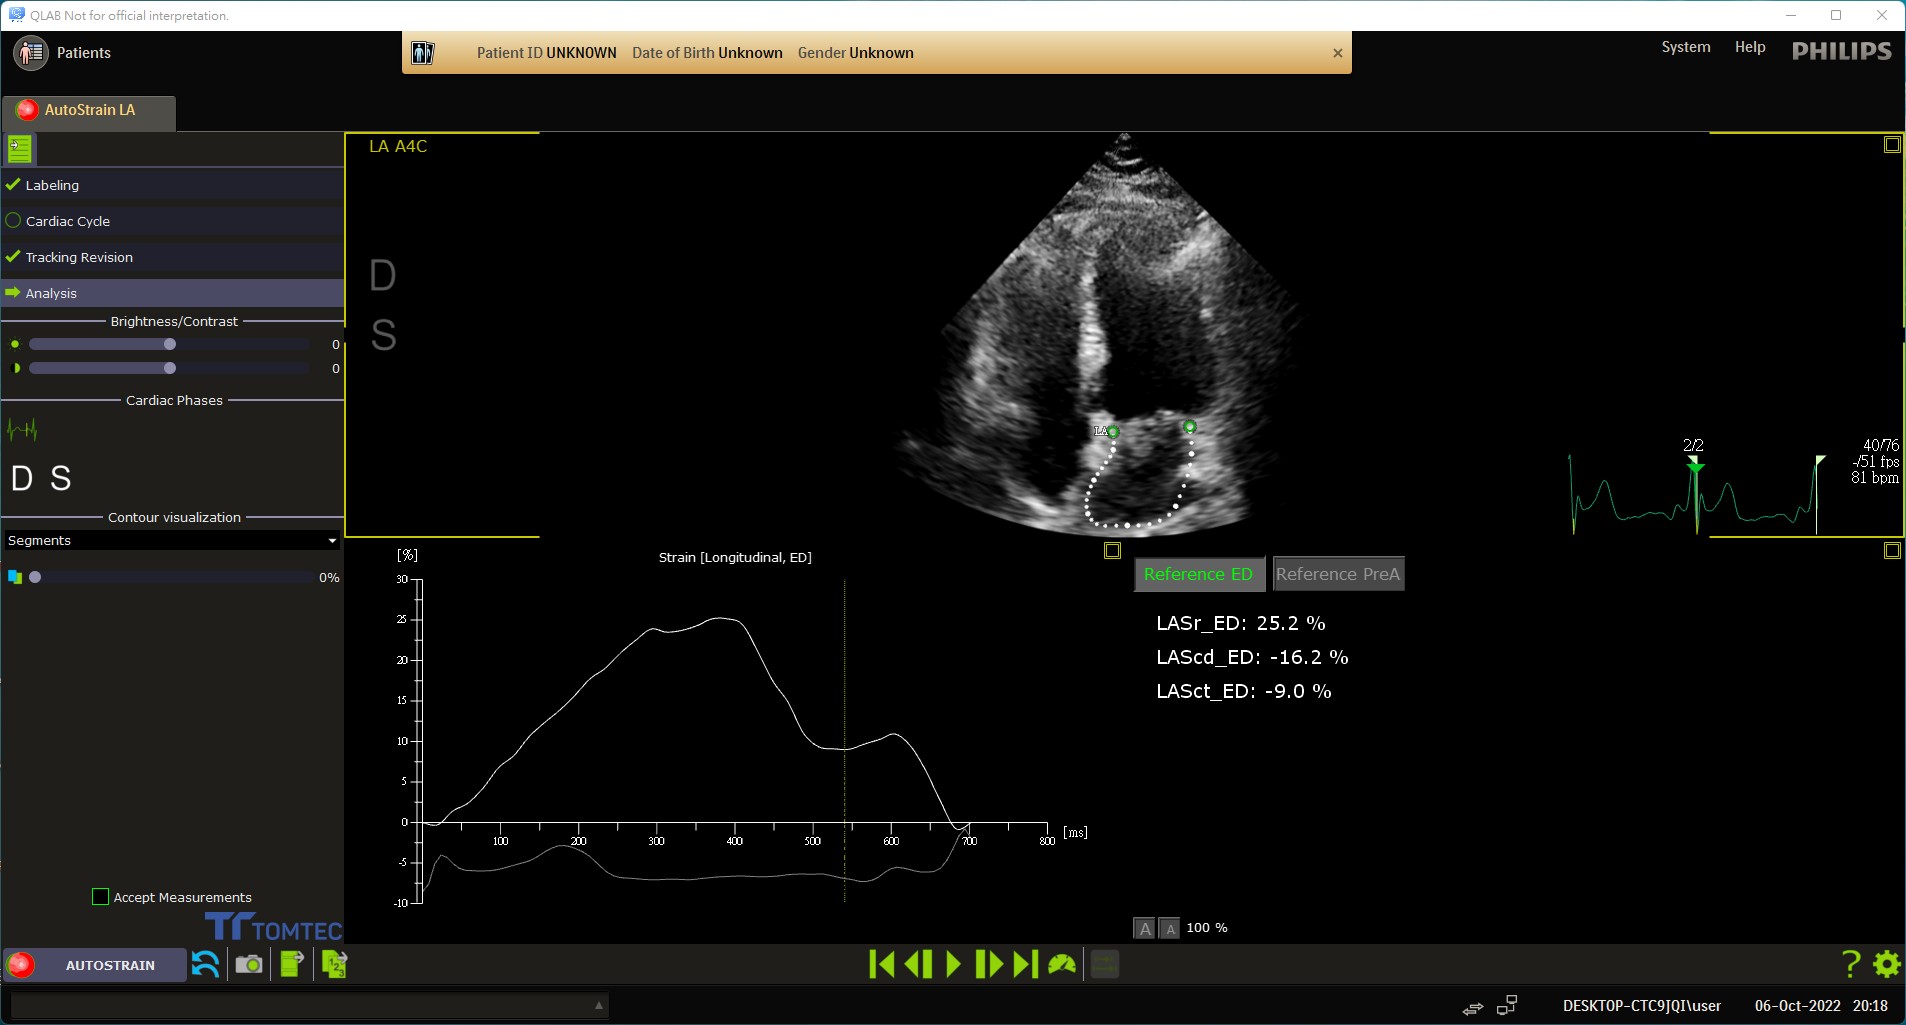 QLAB Not for official interpretation.
Patients
Patient ID UNKNOWN Date of Birth Unknown Gender Unknown
System Help PHILIPS
AutoStrain LA
Labeling
Cardiac Cycle
Tracking Revision
Analysis
Brightness/Contrast
0
0
Cardiac Phases
D S
Contour visualization
Segments
0%
Accept Measurements
TOMTEC
LA A4C
D
S
LA
2/2
40/76
-/51 fps
81 bpm
[%]
Strain [Longitudinal, ED]
30
25
20
15
10
5
0
-5
-10
100 200 300 400 500 600 700 800 [ms]
Reference ED Reference PreA
LASr_ED: 25.2 %
LAScd_ED: -16.2 %
LASct_ED: -9.0 %
A A 100 %
AUTOSTRAIN
123
?
DESKTOP-CTC9JQI\user 06-Oct-2022 20:18